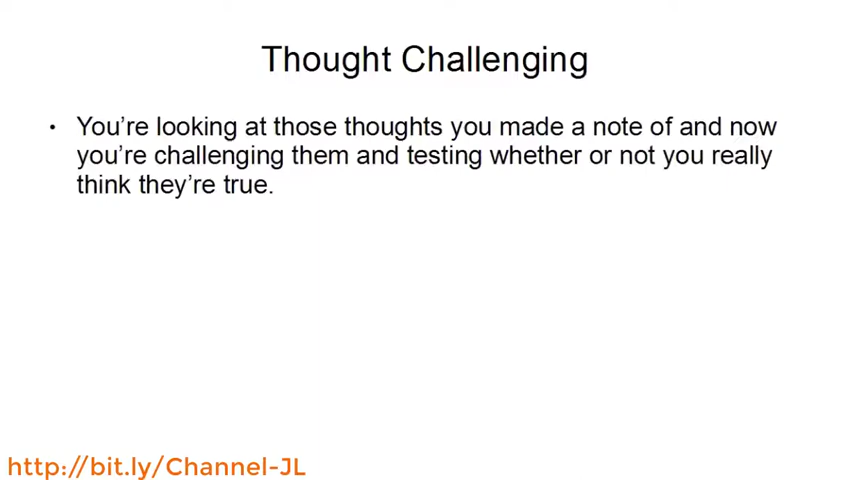 Thought Challenging
• You’re looking at those thoughts you made a note of and now
you’re challenging them and testing whether or not you really
think they’re true.
http://bit.ly/Channel-JL